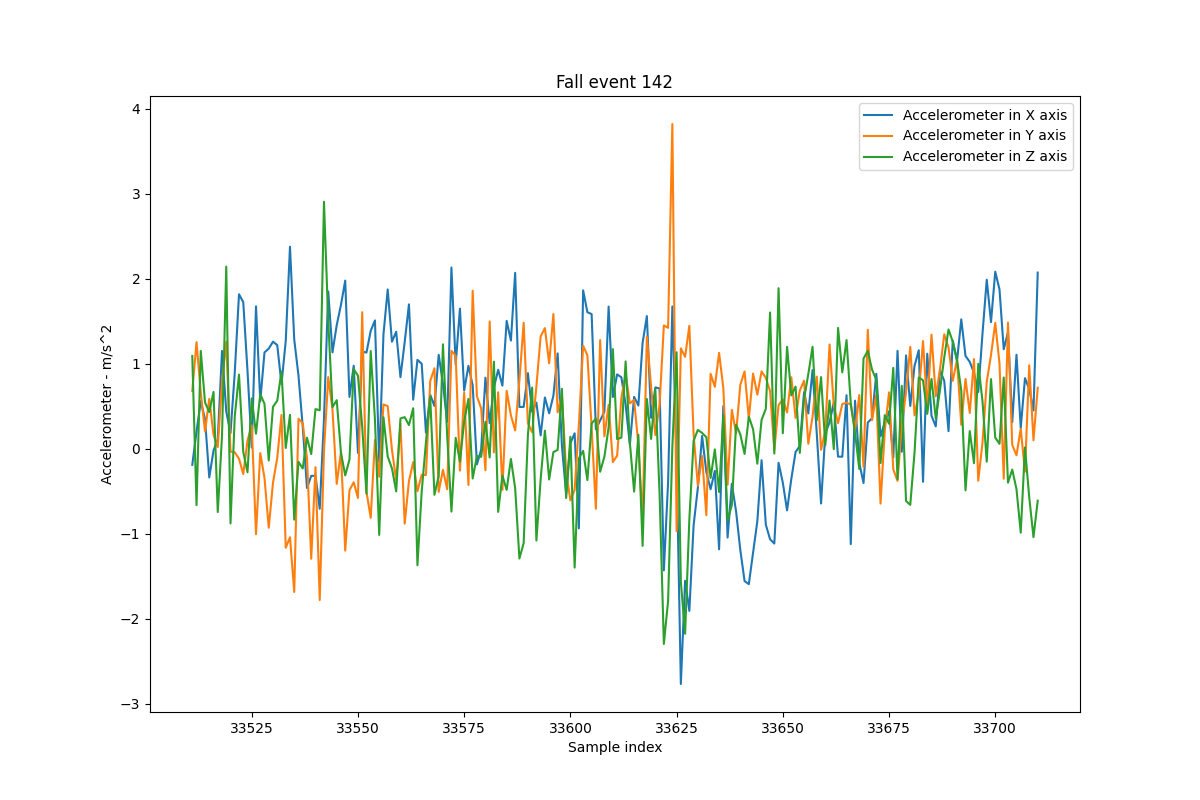 Fall event 142
Accelerometer in X axis
Accelerometer in Y axis
Accelerometer in Z axis
4
3
2
1
0
−1
−2
−3
Accelerometer - m/s^2
33525 33550 33575 33600 33625 33650 33675 33700
Sample index